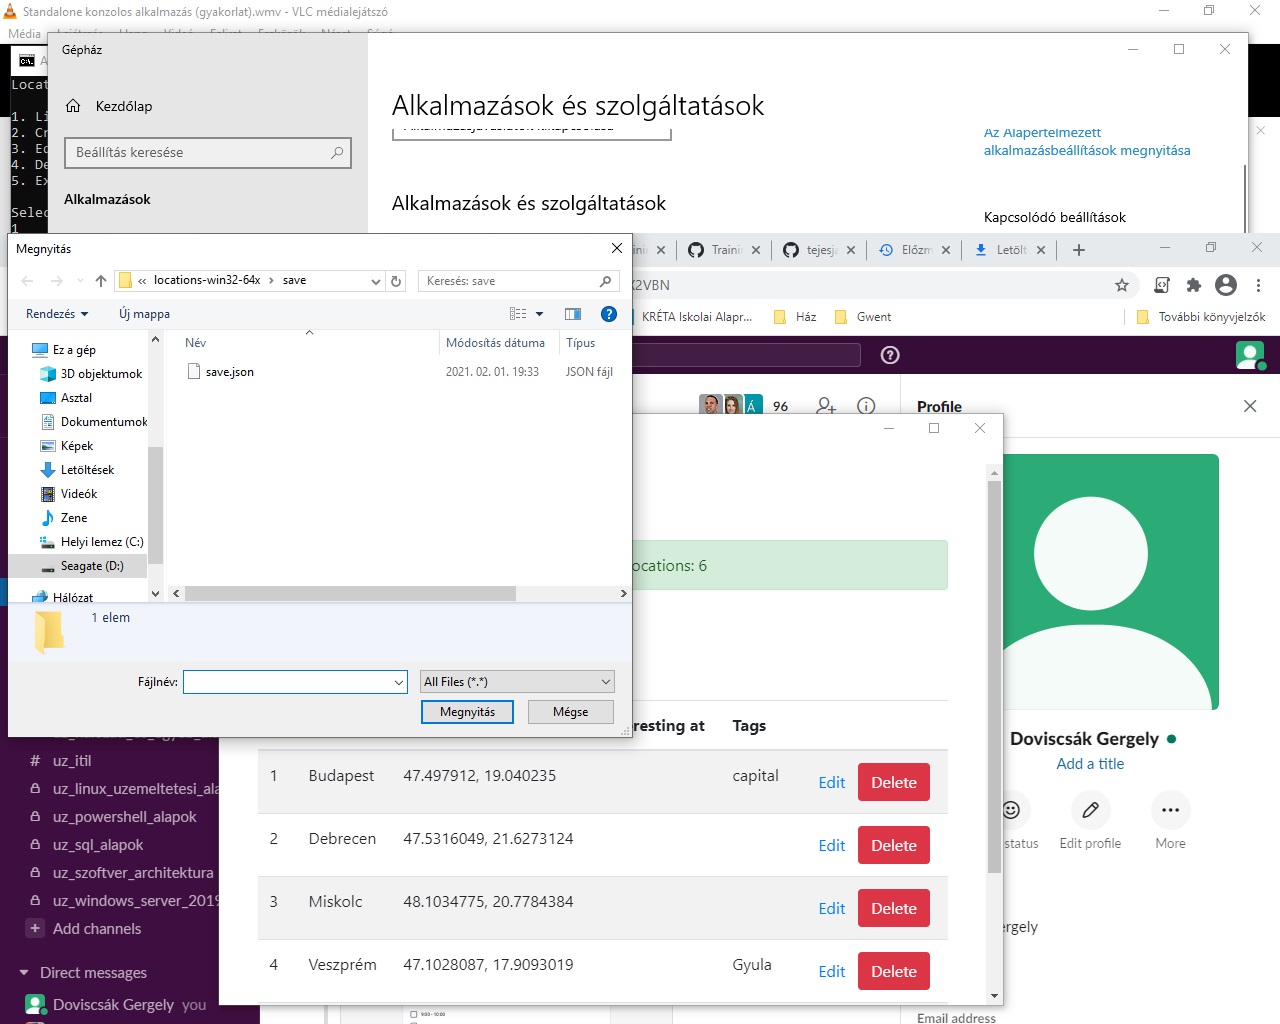 Standalone konzolos alkalmazás (gyakorlat).wmv - VLC médialejátszó
Média
Gépház
Kezdőlap
Beállítás keresése
Alkalmazások
Alkalmazások és szolgáltatások
Az Alapértelmezett
alkalmazásbeállítások megnyitása
Alkalmazások és szolgáltatások
Kapcsolódó beállítások
Locat
1. Li
2. Cr
3. Ed
4. De
5. Ex
Selec
1
Megnyitás
« locations-win32-64x › save
Keresés: save
Rendezés
Új mappa
Név
Módosítás dátuma
Típus
save.json
2021. 02. 01. 19:33
JSON fájl
Ez a gép
3D objektumok
Asztal
Dokumentumok
Képek
Letöltések
Videók
Zene
Helyi lemez (C:)
Seagate (D:)
Hálózat
1 elem
Fájlnév:
All Files (*.*)
Megnyitás
Mégse
Traini
tejesja
Előzm
Letölt
X2VBN
KRÉTA Iskolai Alapr...
Ház
Gwent
További könyvjelzők
Á
96
Profile
ocations: 6
resting at
Tags
1 Budapest 47.497912, 19.040235 capital Edit Delete
2 Debrecen 47.5316049, 21.6273124 Edit Delete
3 Miskolc 48.1034775, 20.7784384 Edit Delete
4 Veszprém 47.1028087, 17.9093019 Gyula Edit Delete
# uz_itil
uz_linux_uzemeltetesi_ala
uz_powershell_alapok
uz_sql_alapok
uz_szoftver_architektura
uz_windows_server_2019
Add channels
Direct messages
Doviscsák Gergely you
Doviscsák Gergely
Add a title
status
Edit profile
More
ergely
Email address
9:00 - 10:00